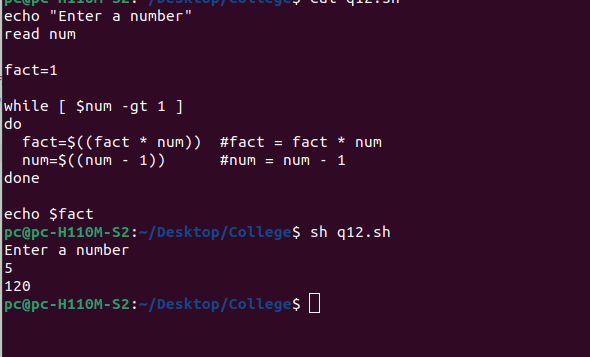 pc@pc-H110M-S2:~/Desktop/College$ cat q12.sh
echo "Enter a number"
read num
fact=1
while [ $num -gt 1 ]
do
  fact=$((fact * num))  #fact = fact * num
  num=$((num - 1))      #num = num - 1
done
echo $fact
pc@pc-H110M-S2:~/Desktop/College$ sh q12.sh
Enter a number
5
120
pc@pc-H110M-S2:~/Desktop/College$